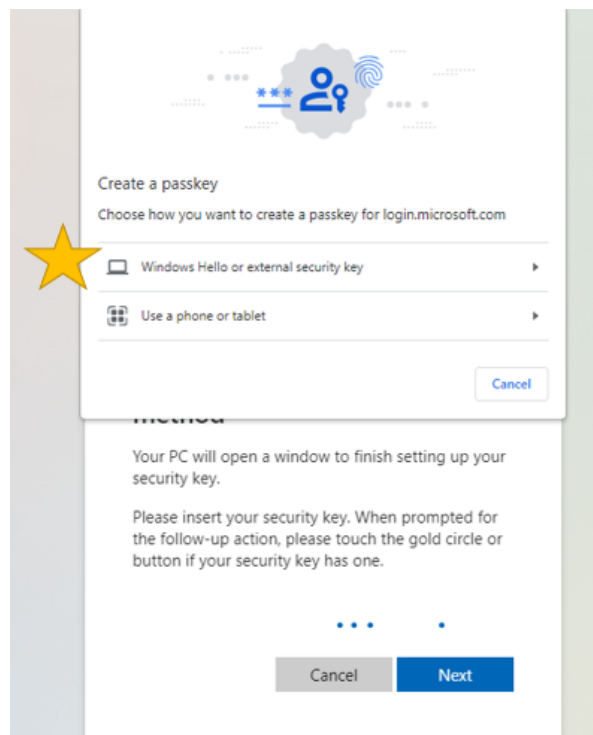 ***
Create a passkey
Choose how you want to create a passkey for login.microsoft.com
Windows Hello or external security key
Use a phone or tablet
Cancel
method
Your PC will open a window to finish setting up your
security key.
Please insert your security key. When prompted for
the follow-up action, please touch the gold circle or
button if your security key has one.
Cancel Next